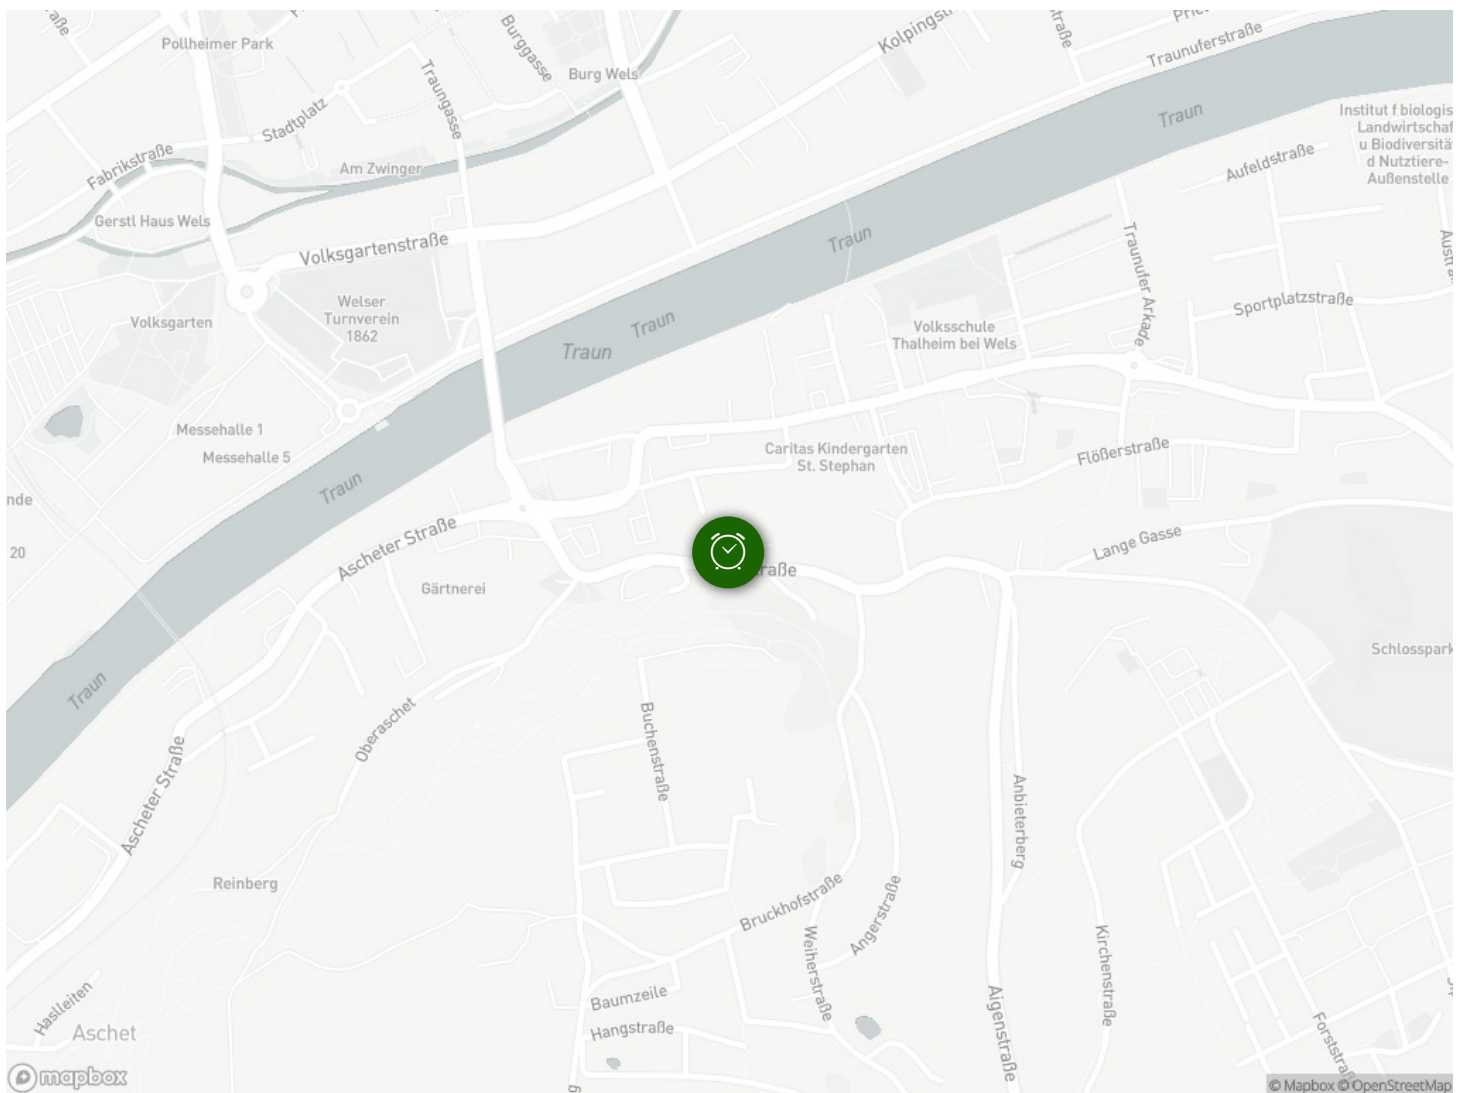 Pollheimer Park
Burggasse
Burg Wels
Kolpingst
Traunuferstraße
Stadtplatz
Traungasse
Fabrikstraße
Am Zwinger
Gerstl Haus Wels
Volksgartenstraße
Traun
Institut f biologis
Landwirtschaf
u Biodiversitä
d Nutztiere-
Außenstelle
Aufeldstraße
Traun
Traunufer Arkade
Sportplatzstraße
Welser
Turnverein
1862
Volksgarten
Traun
Traun
Volksschule
Thalheim bei Wels
Messehalle 1
Messehalle 5
Caritas Kindergarten
St. Stephan
Flößerstraße
Traun
nde
20
Ascheter Straße
Lange Gasse
Gärtnerei
raße
Schlosspark
Traun
Oberaschet
Buchenstraße
Ascheter Straße
Anbieterberg
Reinberg
Bruckhofstraße
Angerstraße
Weiherstraße
Kirchenstraße
Baumzeile
Hangstraße
Haslleiten
Aschet
Aigenstraße
Forststraß
mapbox
© Mapbox © OpenStreetMap